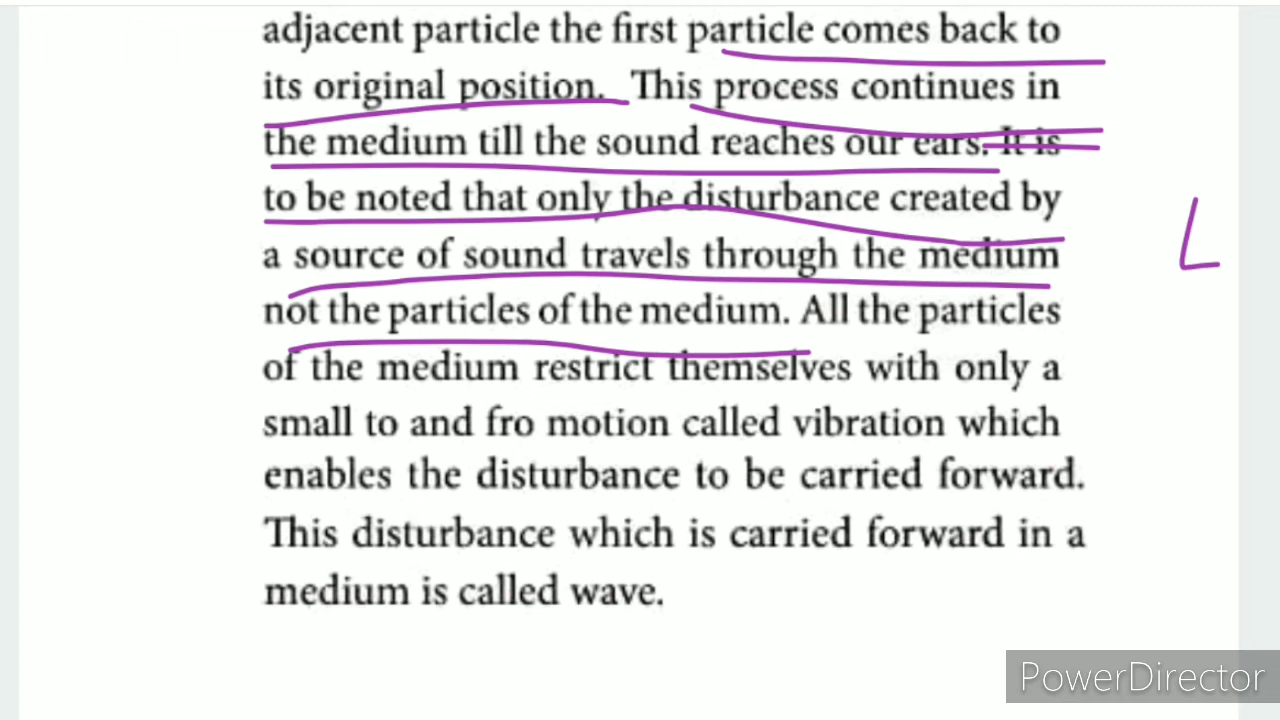 adjacent particle the first particle comes back to
its original position. This process continues in
the medium till the sound reaches our ears. It is
to be noted that only the disturbance created by
a source of sound travels through the medium
not the particles of the medium. All the particles
of the medium restrict themselves with only a
small to and fro motion called vibration which
enables the disturbance to be carried forward.
This disturbance which is carried forward in a
medium is called wave.
L
PowerDirector